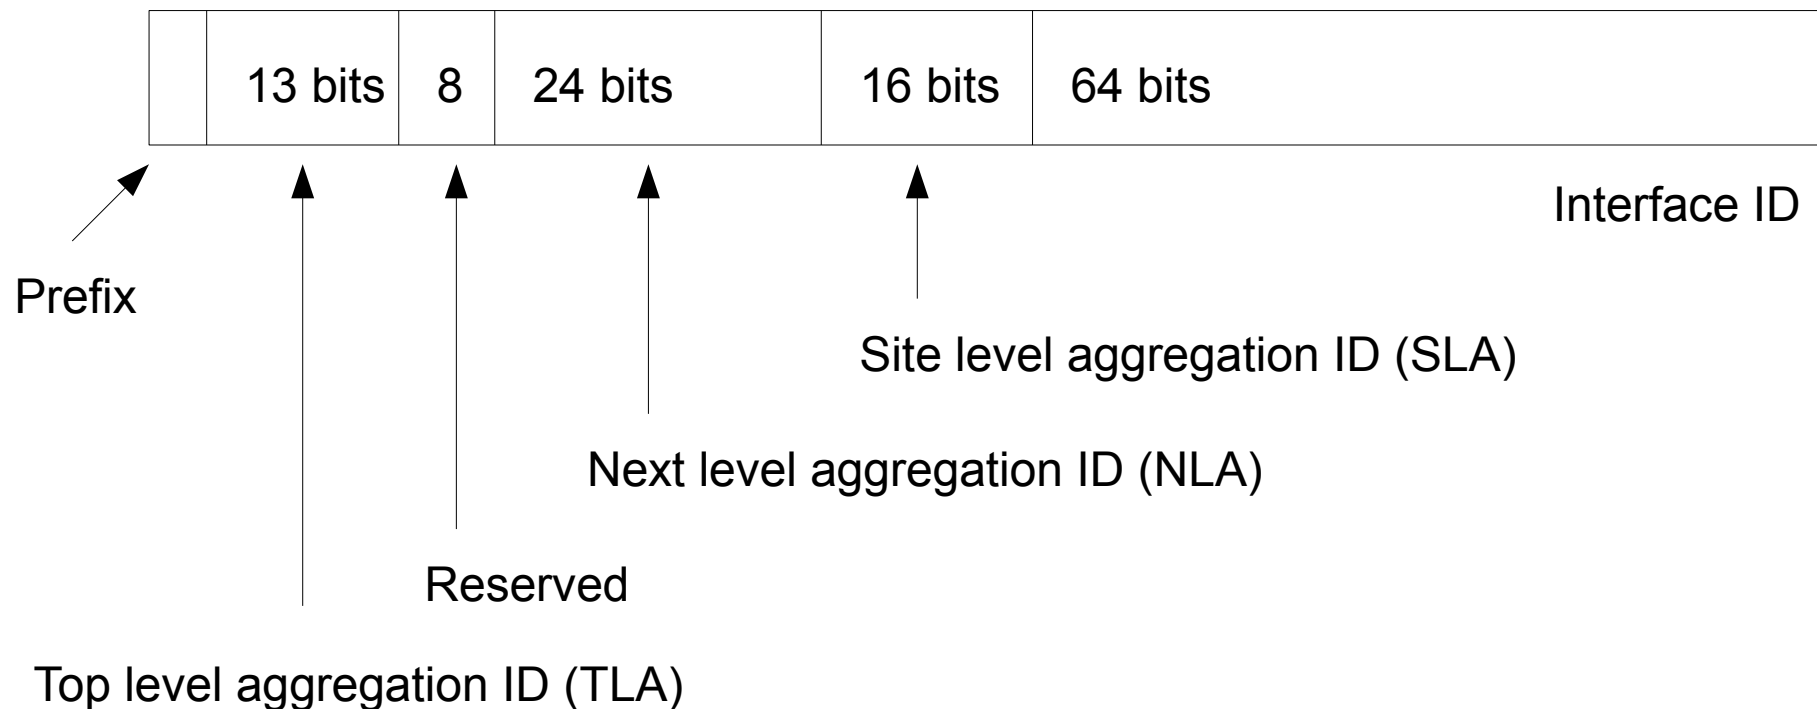 13 bits 8 24 bits 16 bits 64 bits
Interface ID
Prefix
Site level aggregation ID (SLA)
Next level aggregation ID (NLA)
Reserved
Top level aggregation ID (TLA)